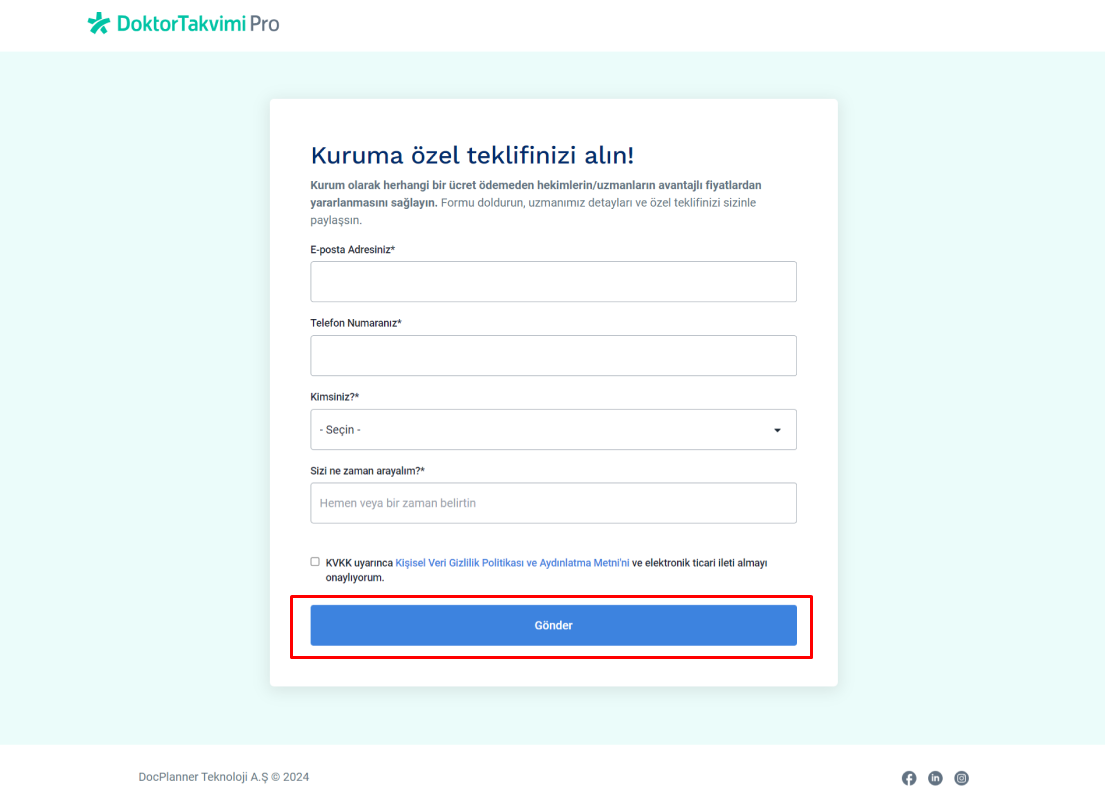 DoktorTakvimi Pro
Kuruma özel teklifinizi alın!
Kurum olarak herhangi bir ücret ödemeden hekimlerin/uzmanların avantajlı fiyatlardan
yararlanmasını sağlayın. Formu doldurun, uzmanımız detayları ve özel teklifinizi sizinle
paylaşsın.
E-posta Adresiniz*
Telefon Numaranız*
Kimsiniz?*
- Seçin -
Sizi ne zaman arayalım?*
Hemen veya bir zaman belirtin
KVKK uyarınca Kişisel Veri Gizlilik Politikası ve Aydınlatma Metni'ni ve elektronik ticari ileti almayı
onaylıyorum.
Gönder
DocPlanner Teknoloji A.Ş © 2024